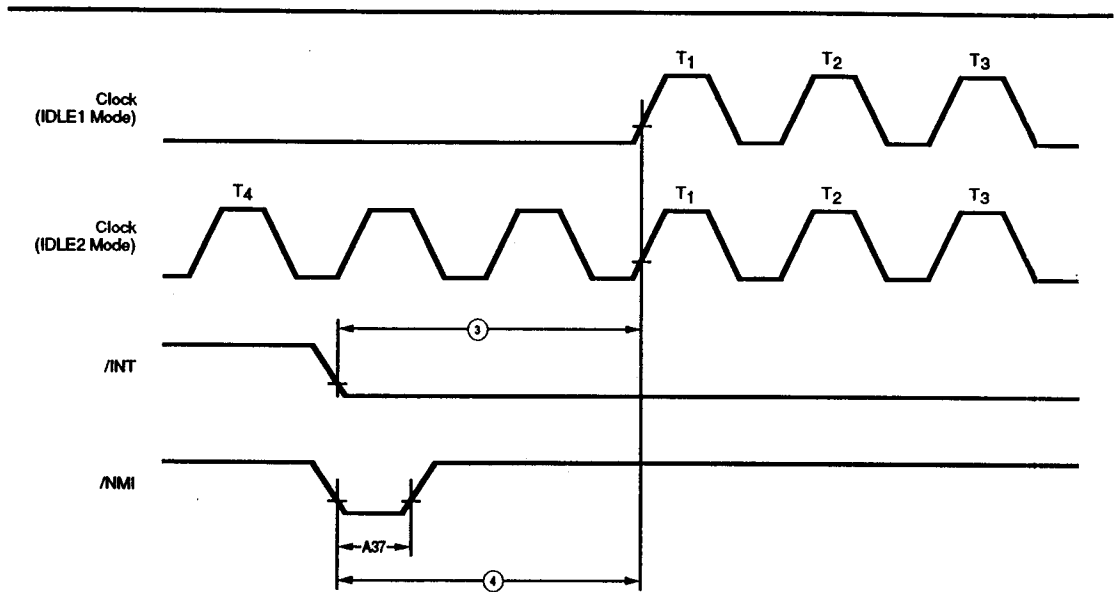 T1 T2 T3
Clock
(IDLE1 Mode)
T4 T1 T2 T3
Clock
(IDLE2 Mode)
3
/INT
/NMI
A37
4